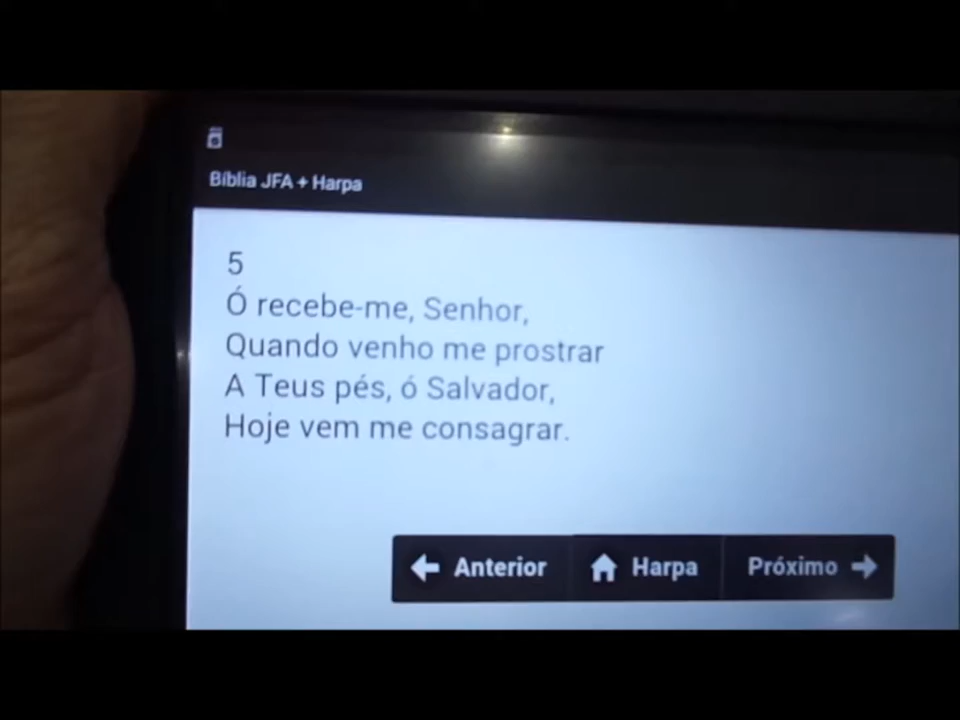 Bíblia JFA + Harpa
5
Ó recebe-me, Senhor,
Quando venho me prostrar
A Teus pés, ó Salvador,
Hoje vem me consagrar.
Anterior Harpa Próximo